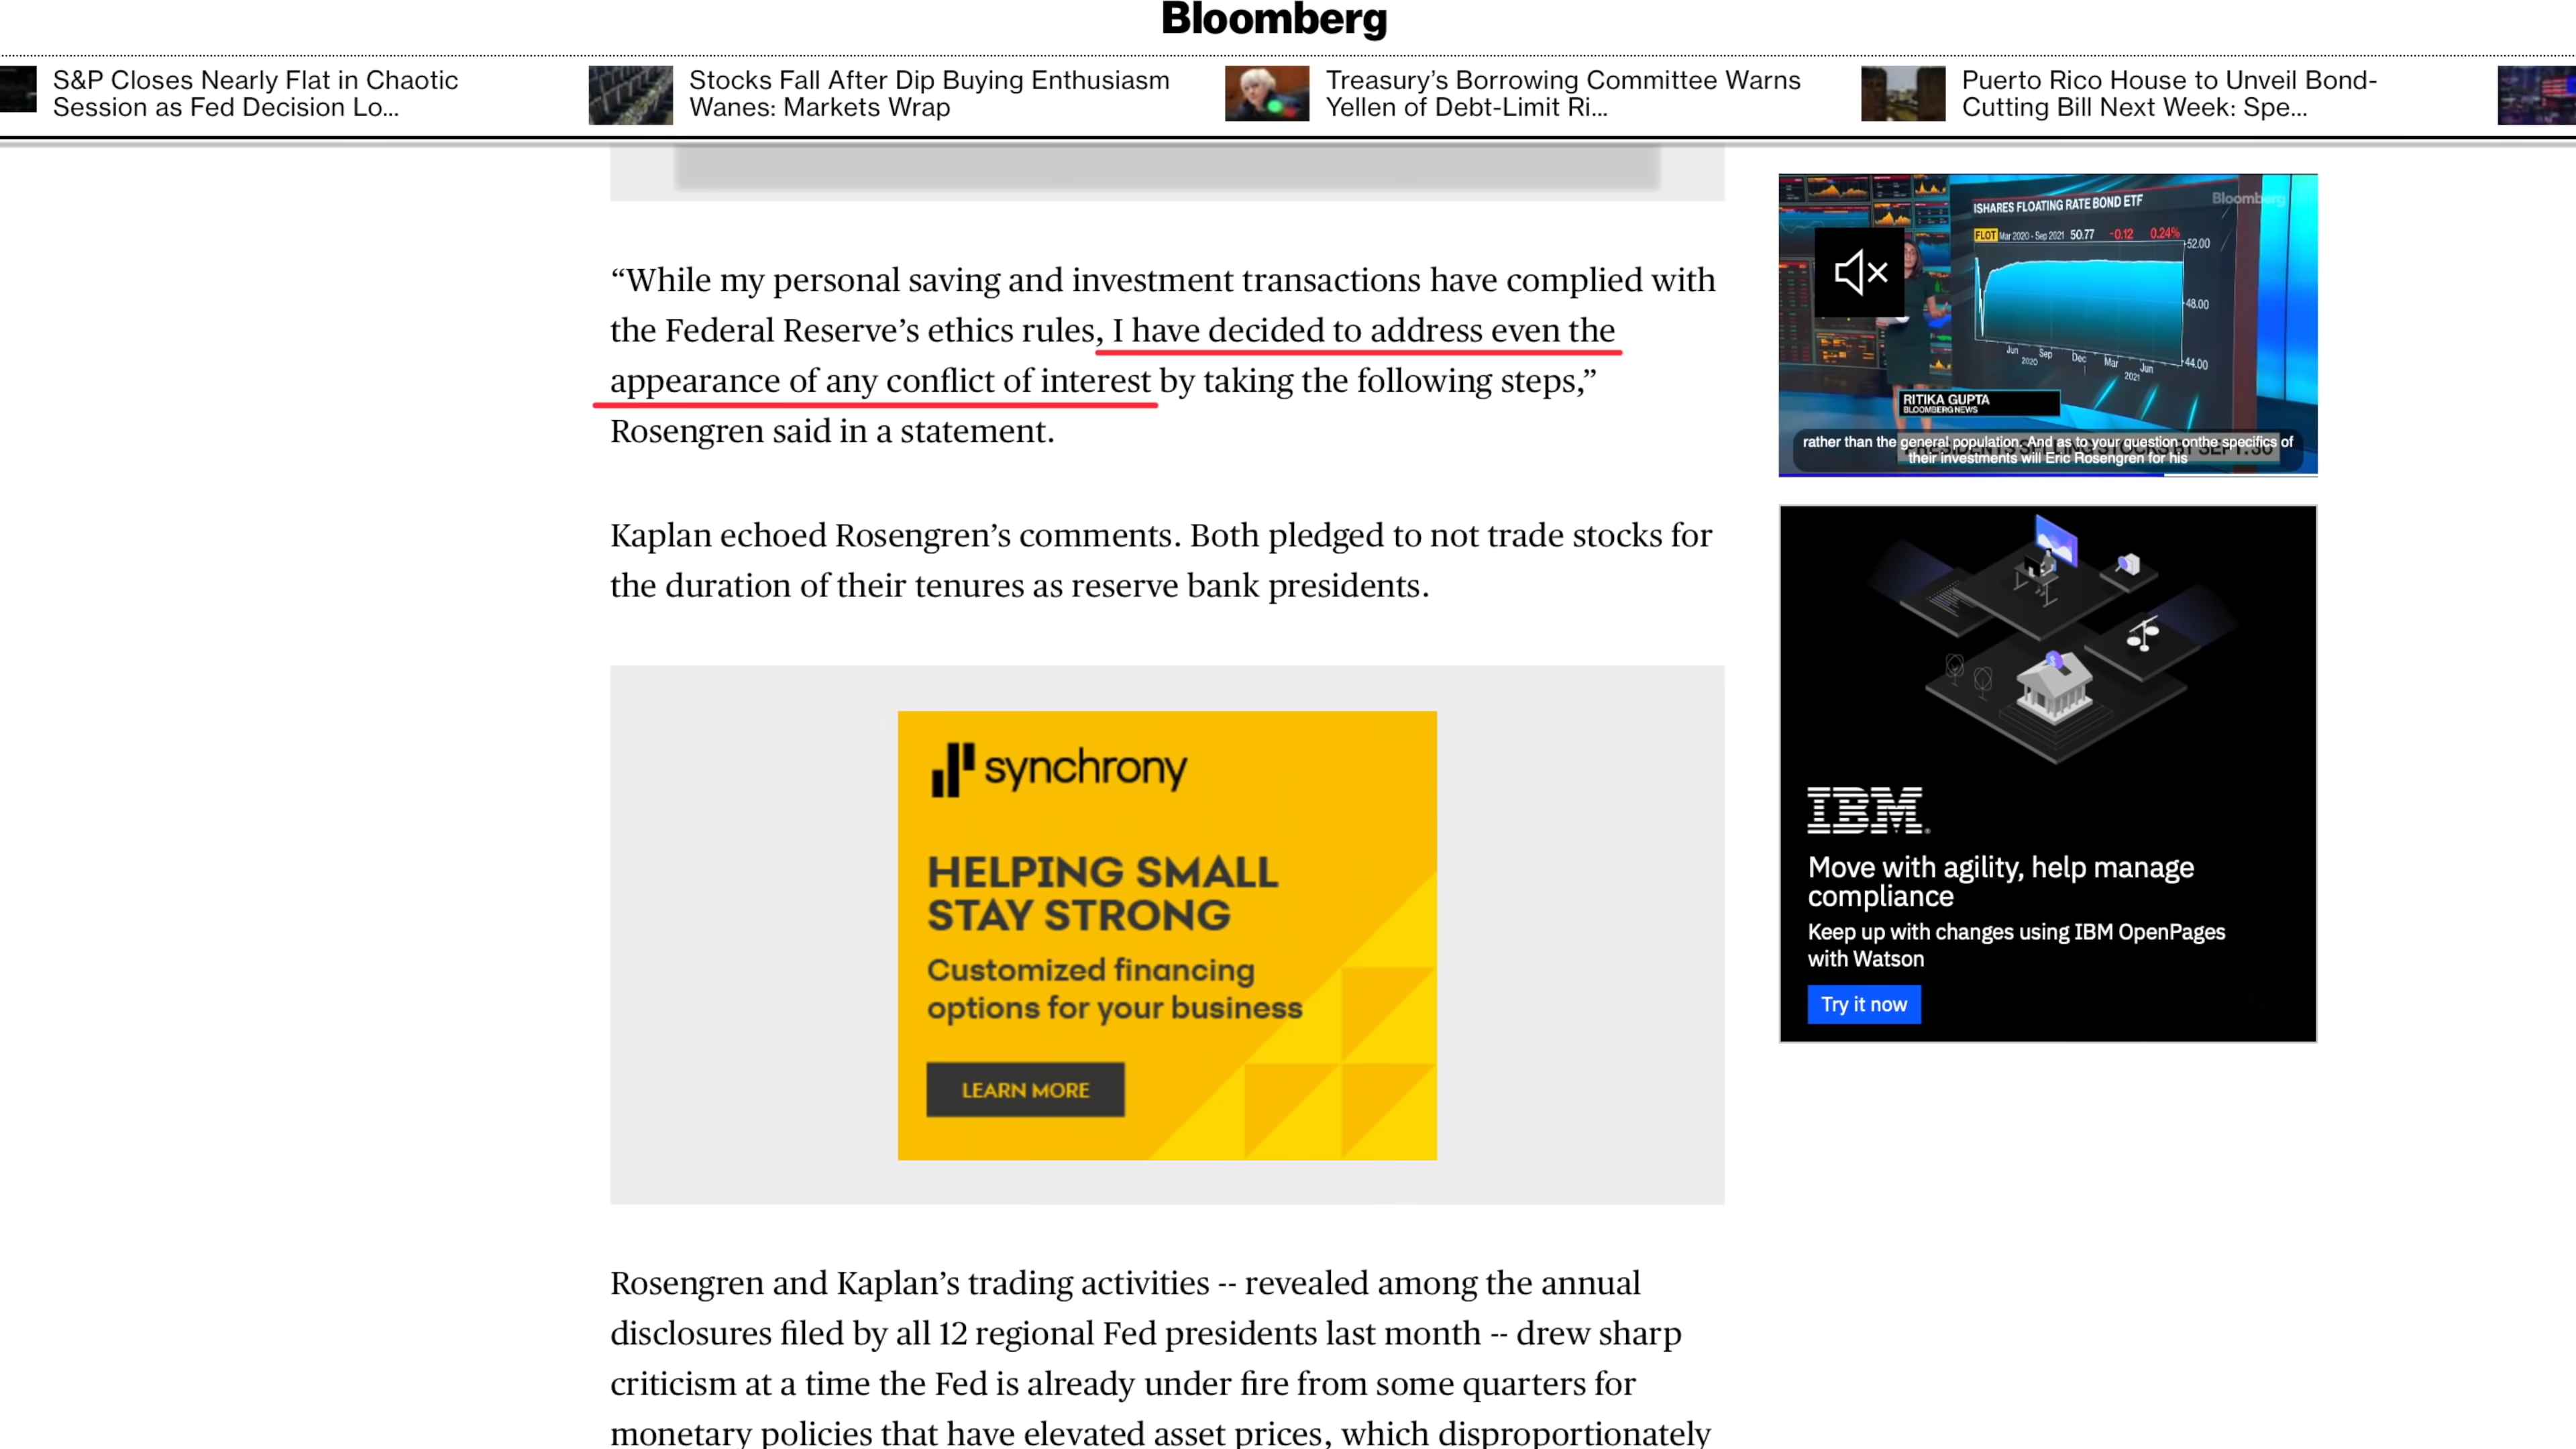 Bloomberg
S&P Closes Nearly Flat in Chaotic
Session as Fed Decision Lo...
Stocks Fall After Dip Buying Enthusiasm
Wanes: Markets Wrap
Treasury’s Borrowing Committee Warns
Yellen of Debt-Limit Ri...
Puerto Rico House to Unveil Bond-
Cutting Bill Next Week: Spe...
“While my personal saving and investment transactions have complied with
the Federal Reserve’s ethics rules, I have decided to address even the
appearance of any conflict of interest by taking the following steps,”
Rosengren said in a statement.
Kaplan echoed Rosengren’s comments. Both pledged to not trade stocks for
the duration of their tenures as reserve bank presidents.
synchrony
HELPING SMALL
STAY STRONG
Customized financing
options for your business
LEARN MORE
Rosengren and Kaplan’s trading activities -- revealed among the annual
disclosures filed by all 12 regional Fed presidents last month -- drew sharp
criticism at a time the Fed is already under fire from some quarters for
monetary policies that have elevated asset prices, which disproportionately
Bloomberg
ISHARES FLOATING RATE BOND ETF
FLOT Mar 2020 - Sep 2021 50.77 -0.12 0.24%
52.00
48.00
44.00
Jun Sep Dec Mar Jun
2020 2021
RITIKA GUPTA
BLOOMBERG NEWS
PRESIDENTS SELLING STOCKS BY SEPT. 30
rather than the general population. And as to your question onthe specifics of
their investments will Eric Rosengren for his
IBM
Move with agility, help manage
compliance
Keep up with changes using IBM OpenPages
with Watson
Try it now